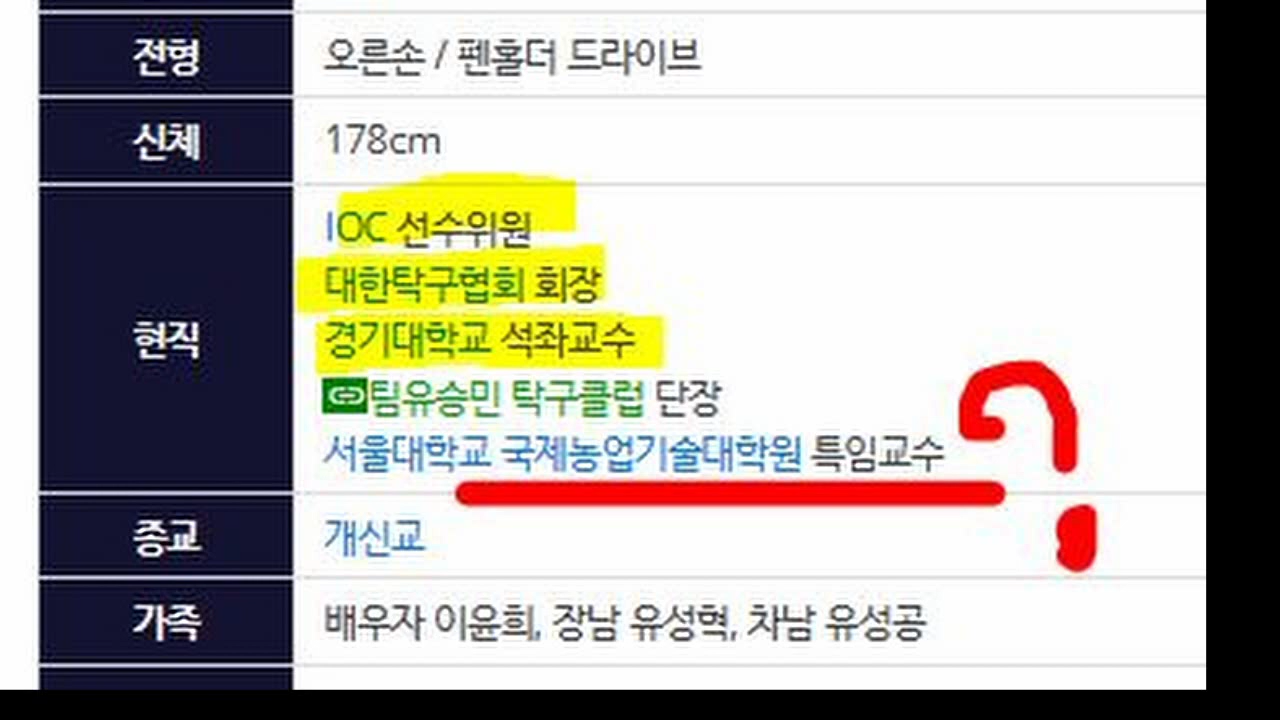 전형 오른손 / 펜홀더 드라이브
신체 178cm
IOC 선수위원
대한탁구협회 회장
현직 경기대학교 석좌교수
팀유승민 탁구클럽 단장
서울대학교 국제농업기술대학원 특임교수
?
종교 개신교
가족 배우자 이윤희, 장남 유성혁, 차남 유성공